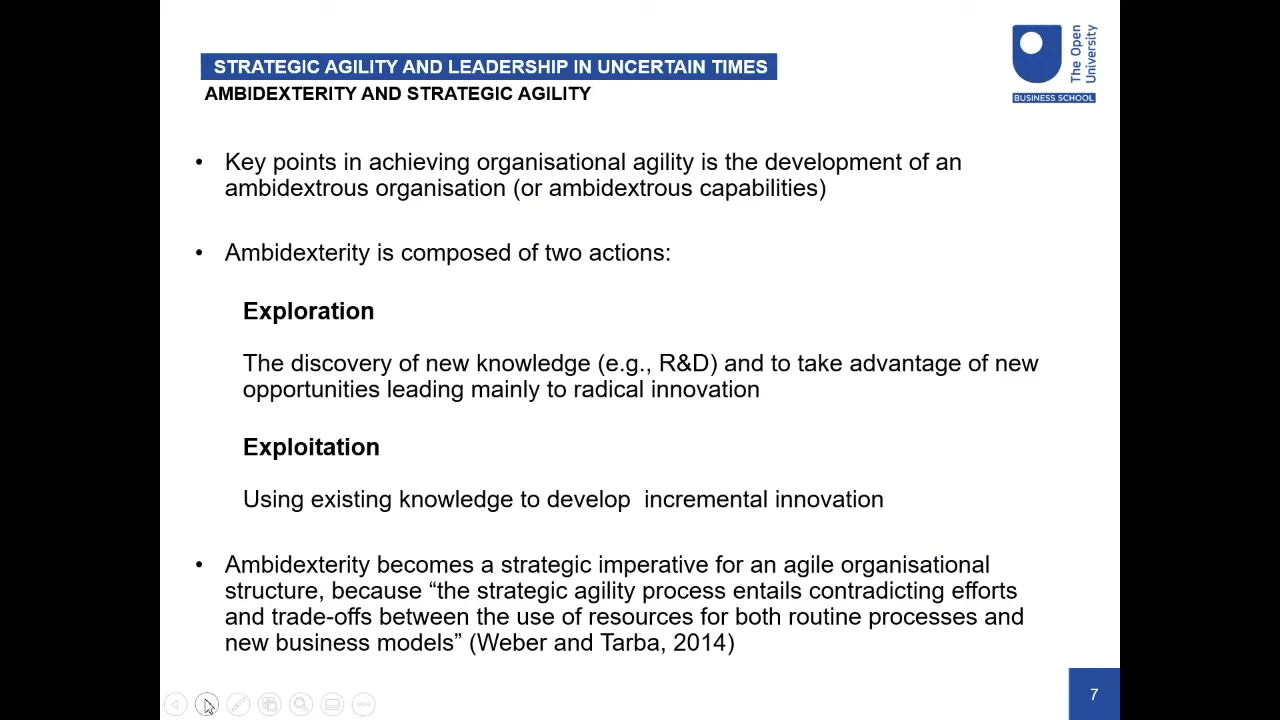 STRATEGIC AGILITY AND LEADERSHIP IN UNCERTAIN TIMES
AMBIDEXTERITY AND STRATEGIC AGILITY
The Open
University
BUSINESS SCHOOL
• Key points in achieving organisational agility is the development of an
ambidextrous organisation (or ambidextrous capabilities)
• Ambidexterity is composed of two actions:
Exploration
The discovery of new knowledge (e.g., R&D) and to take advantage of new
opportunities leading mainly to radical innovation
Exploitation
Using existing knowledge to develop  incremental innovation
• Ambidexterity becomes a strategic imperative for an agile organisational
structure, because “the strategic agility process entails contradicting efforts
and trade-offs between the use of resources for both routine processes and
new business models” (Weber and Tarba, 2014)
7